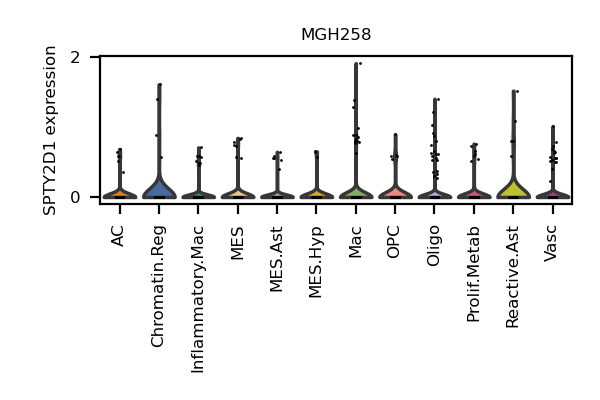 MGH258
SPTY2D1 expression
2
0
AC
Chromatin.Reg
Inflammatory.Mac
MES
MES.Ast
MES.Hyp
Mac
OPC
Oligo
Prolif.Metab
Reactive.Ast
Vasc